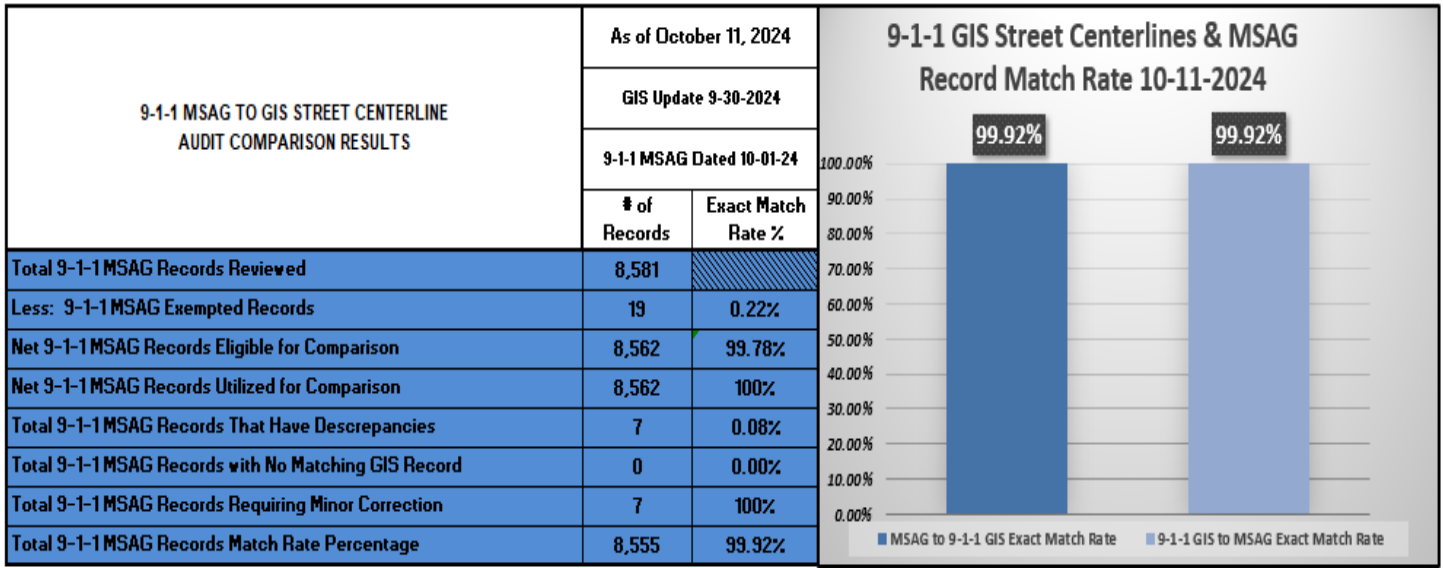 9-1-1 MSAG TO GIS STREET CENTERLINE
AUDIT COMPARISON RESULTS
As of October 11, 2024
GIS Update 9-30-2024
9-1-1 MSAG Dated 10-01-24
# of
Records
Exact Match
Rate %
Total 9-1-1 MSAG Records Reviewed 8,581
Less: 9-1-1 MSAG Exempted Records 19 0.22%
Net 9-1-1 MSAG Records Eligible for Comparison 8,562 99.78%
Net 9-1-1 MSAG Records Utilized for Comparison 8,562 100%
Total 9-1-1 MSAG Records That Have Descrepancies 7 0.08%
Total 9-1-1 MSAG Records with No Matching GIS Record 0 0.00%
Total 9-1-1 MSAG Records Requiring Minor Correction 7 100%
Total 9-1-1 MSAG Records Match Rate Percentage 8,555 99.92%
9-1-1 GIS Street Centerlines & MSAG
Record Match Rate 10-11-2024
99.92% 99.92%
100.00%
90.00%
80.00%
70.00%
60.00%
50.00%
40.00%
30.00%
20.00%
10.00%
0.00%
MSAG to 9-1-1 GIS Exact Match Rate 9-1-1 GIS to MSAG Exact Match Rate